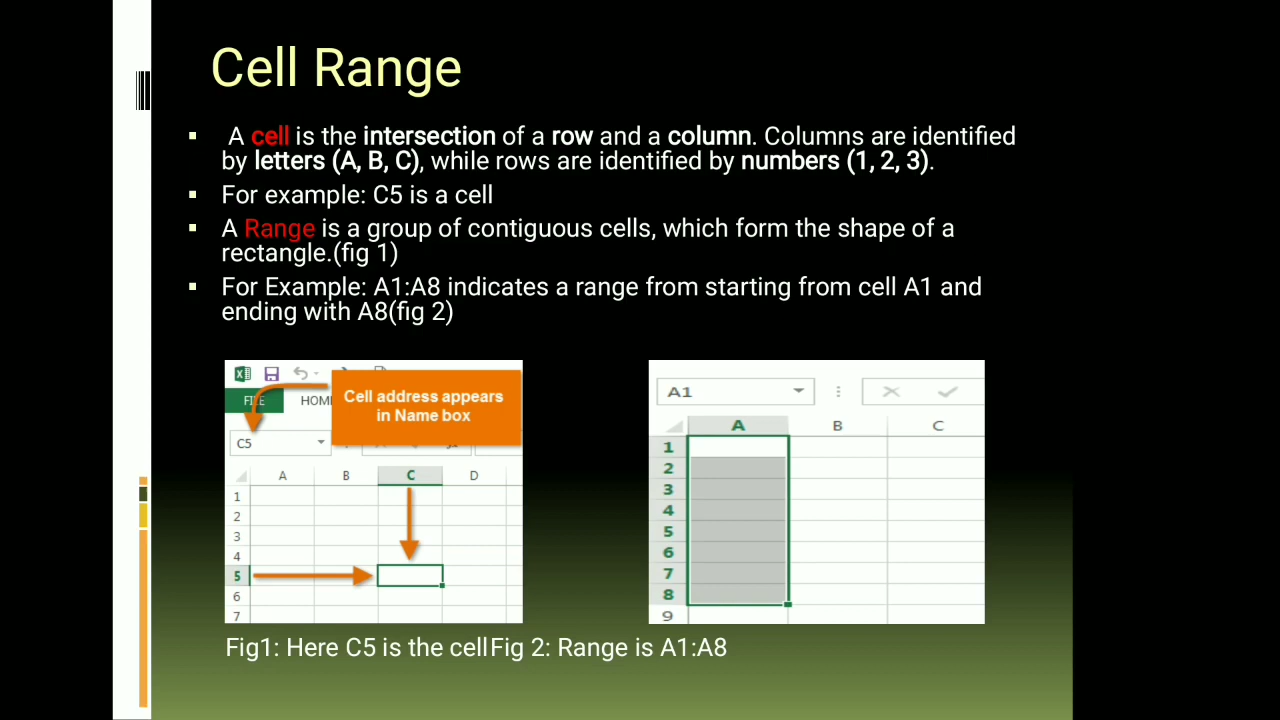 Cell Range
A cell is the intersection of a row and a column. Columns are identified
by letters (A, B, C), while rows are identified by numbers (1, 2, 3).
For example: C5 is a cell
A Range is a group of contiguous cells, which form the shape of a
rectangle.(fig 1)
For Example: A1:A8 indicates a range from starting from cell A1 and
ending with A8(fig 2)
Cell address appears
in Name box
HOM
C5
A B C D
1
2
3
4
5
6
7
A1
A B C
1
2
3
4
5
6
7
8
9
Fig1: Here C5 is the cellFig 2: Range is A1:A8